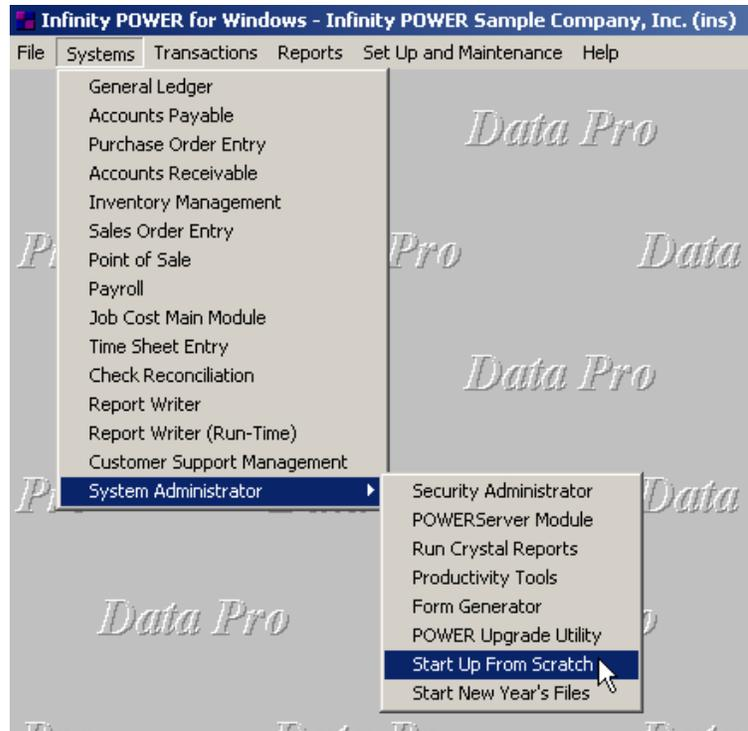 Infinity POWER for Windows - Infinity POWER Sample Company, Inc. (ins)
File Systems Transactions Reports Set Up and Maintenance Help
General Ledger
Accounts Payable
Purchase Order Entry
Accounts Receivable
Inventory Management
Sales Order Entry
Point of Sale
Payroll
Job Cost Main Module
Time Sheet Entry
Check Reconciliation
Report Writer
Report Writer (Run-Time)
Customer Support Management
System Administrator
Security Administrator
POWERServer Module
Run Crystal Reports
Productivity Tools
Form Generator
POWER Upgrade Utility
Start Up From Scratch
Start New Year's Files
Data Pro
Pro Data
Data Pro
Data
Data Pro